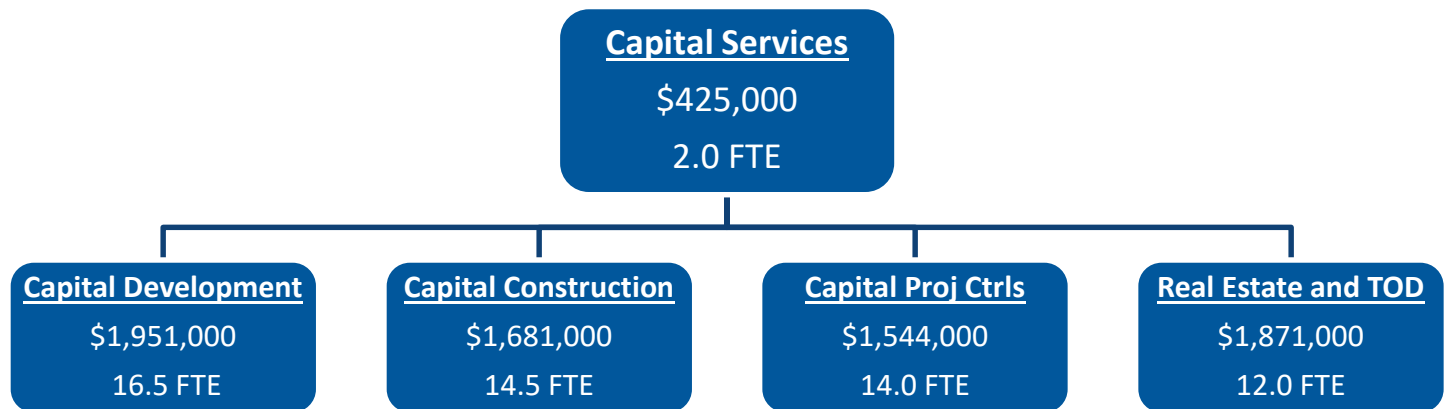 Capital Services
$425,000
2.0 FTE
Capital Development
$1,951,000
16.5 FTE
Capital Construction
$1,681,000
14.5 FTE
Capital Proj Ctrls
$1,544,000
14.0 FTE
Real Estate and TOD
$1,871,000
12.0 FTE